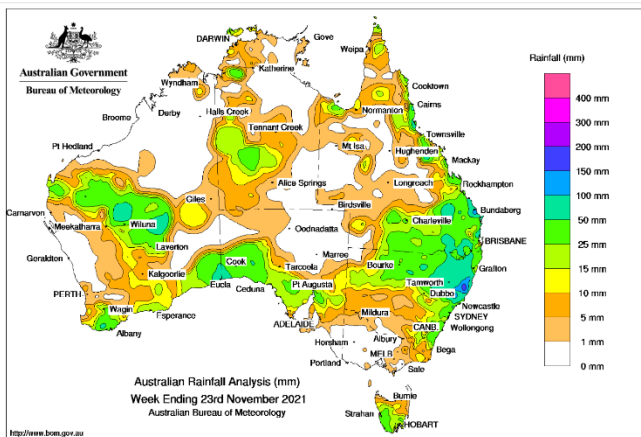 Australian Government
Bureau of Meteorology
DARWIN
Gove
Weipa
Katherine
Wyndham
Cooktown
Cairns
Derby
Broome
Halls Creek
Normanton
Tennant Creek
Townsville
Pt Hedland
Mt Isa
Hughenden
Mackay
Alice Springs
Longreach
Rockhampton
Giles
Birdsville
Carnarvon
Meekatharra
Wiluna
Oodnadatta
Charleville
Bundaberg
Laverton
Marree
BRISBANE
Geraldton
Kalgoorlie
Cook
Tarcoola
Bourke
Grafton
Eucla
Ceduna
Pt Augusta
Tamworth
PERTH
Dubbo
Wagin
Esperance
Newcastle
Albany
ADELAIDE
Mildura
SYDNEY
CANB.
Wollongong
Horsham
Albury
Portland
MELB
Bega
Sale
Burnie
Strahan
HOBART
Rainfall (mm)
400 mm
300 mm
200 mm
150 mm
100 mm
50 mm
25 mm
15 mm
10 mm
5 mm
1 mm
0 mm
Australian Rainfall Analysis (mm)
Week Ending 23rd November 2021
Australian Bureau of Meteorology
http://www.bom.gov.au